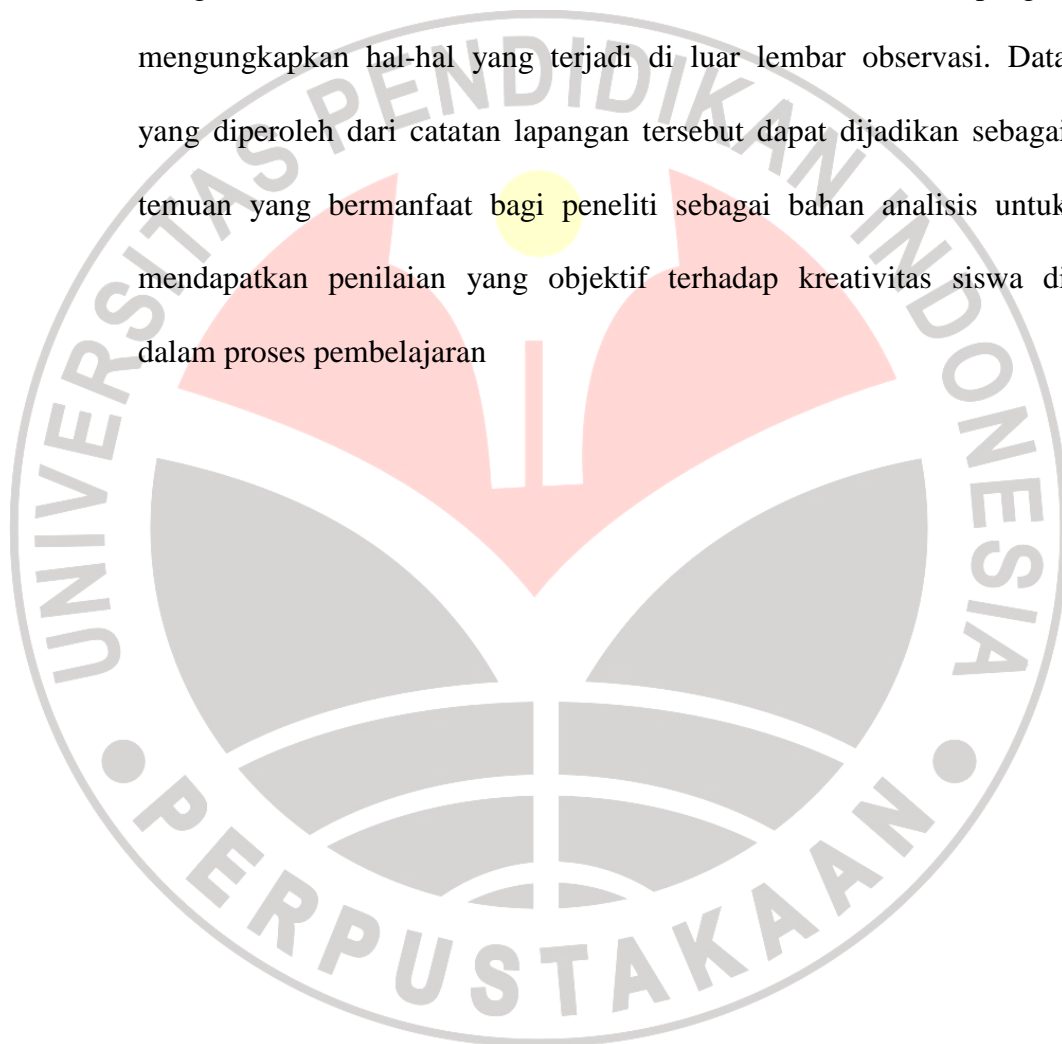 mengungkapkan hal-hal yang terjadi di luar lembar observasi. Data
yang diperoleh dari catatan lapangan tersebut dapat dijadikan sebagai
temuan yang bermanfaat bagi peneliti sebagai bahan analisis untuk
mendapatkan penilaian yang objektif terhadap kreativitas siswa di
dalam proses pembelajaran
UNIVERSITAS PENDIDIKAN INDONESIA
PERPUSTAKAAN